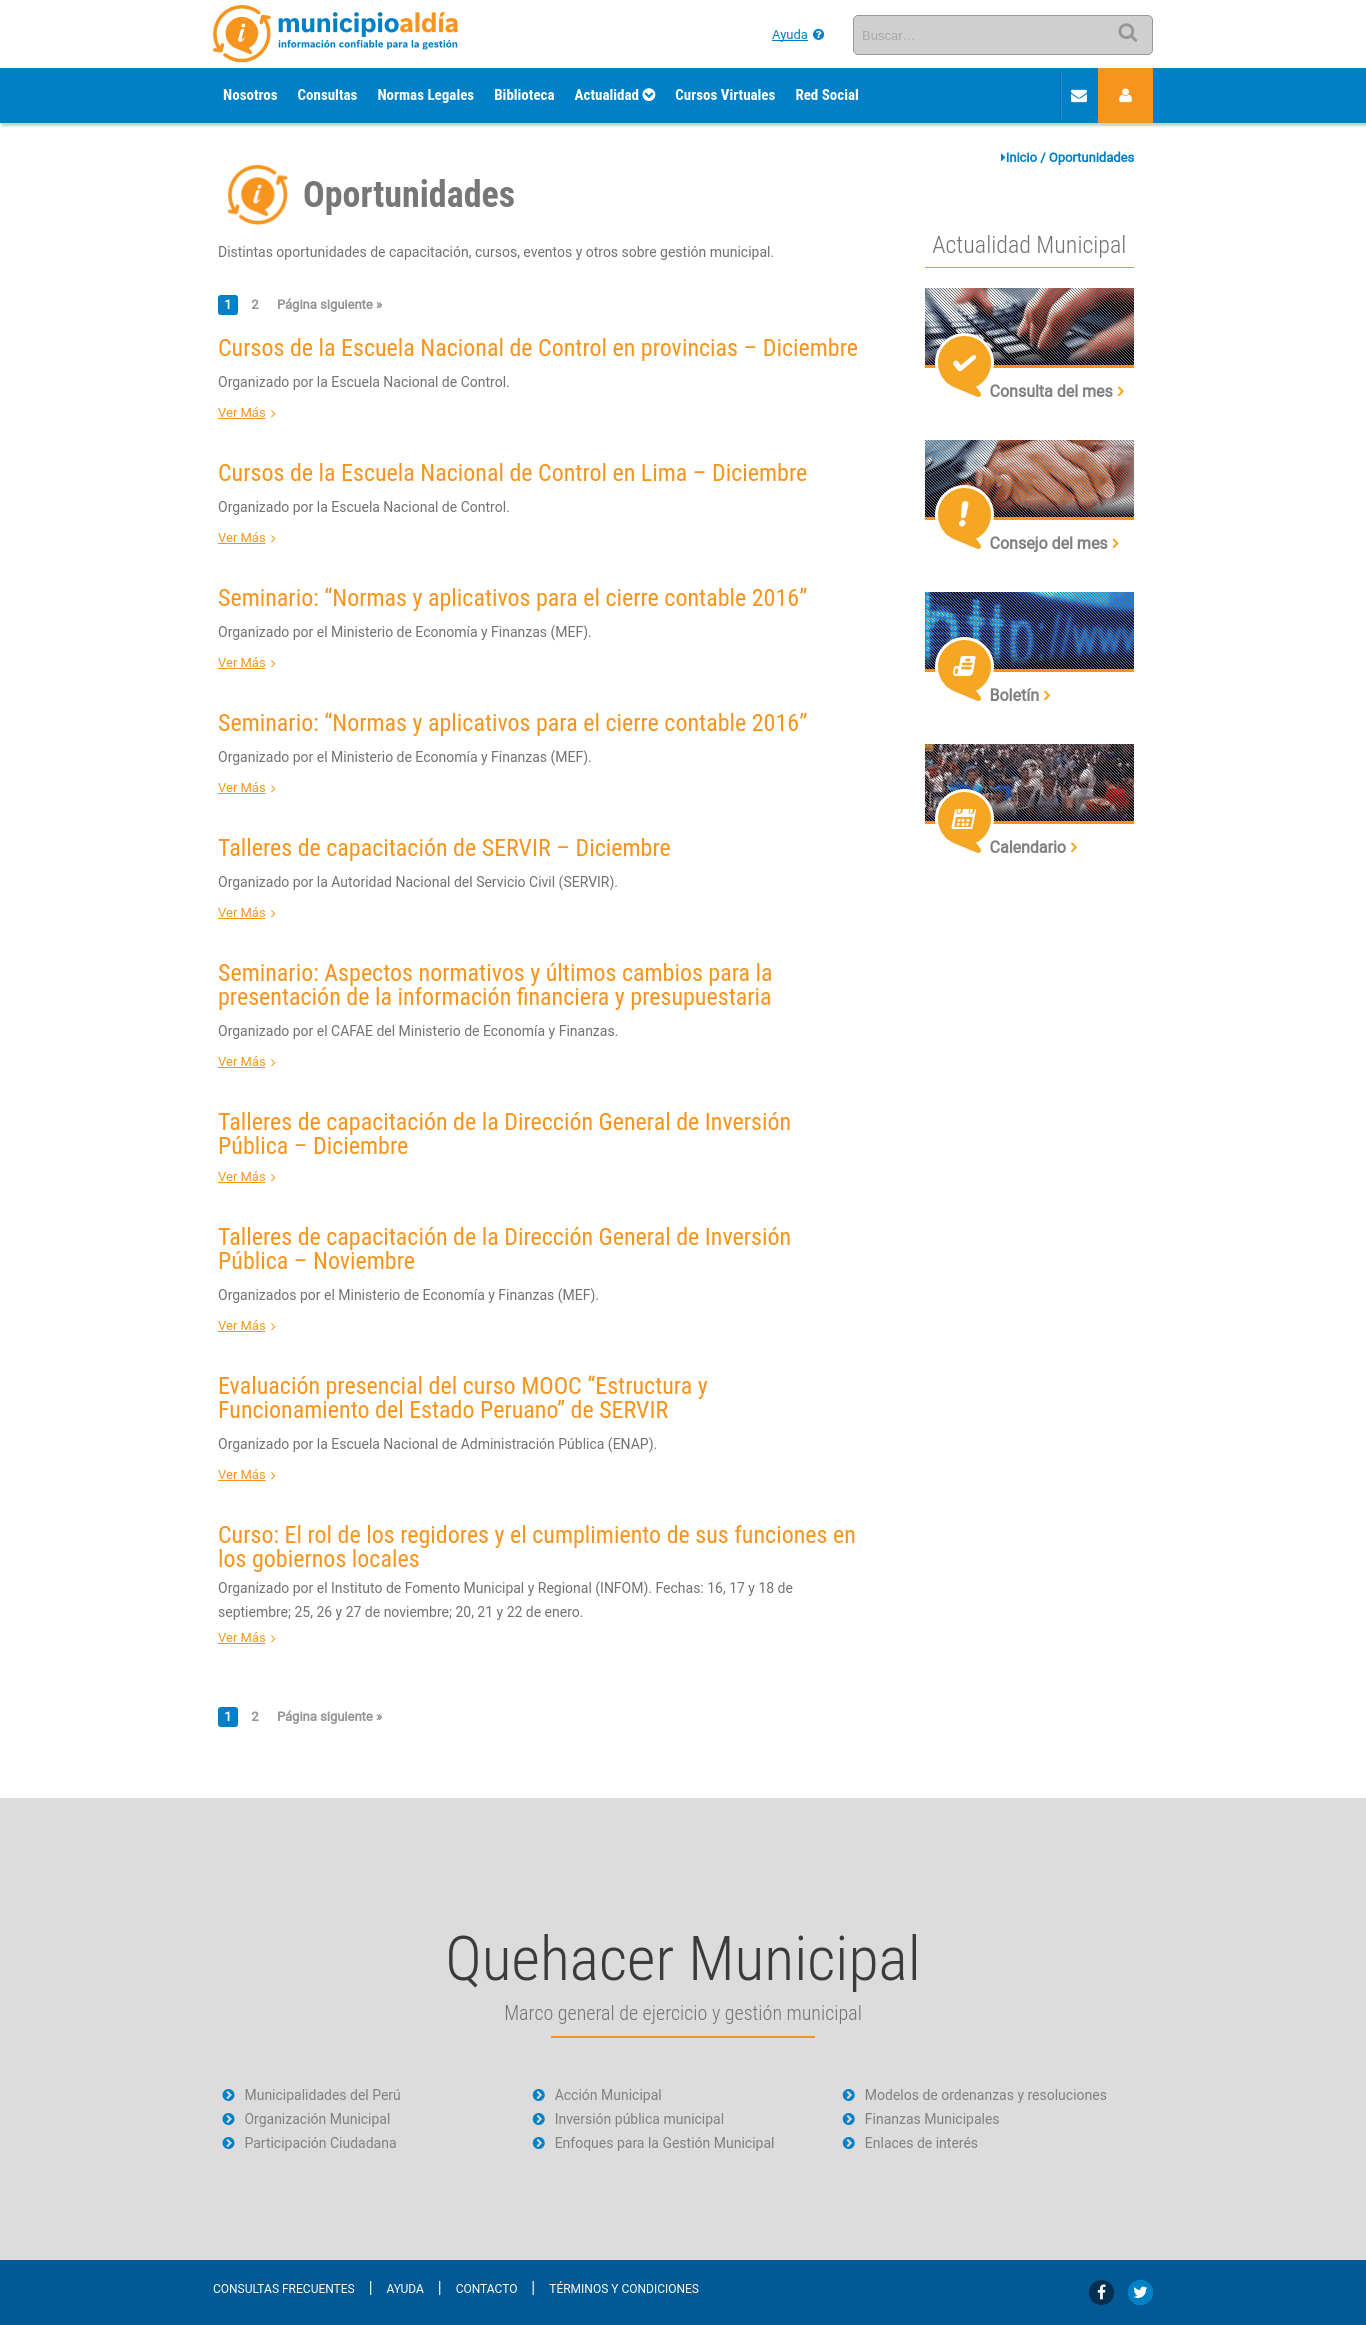 municipioaldía
información confiable para la gestión
Ayuda
Buscar...
Nosotros Consultas Normas Legales Biblioteca Actualidad Cursos Virtuales Red Social
Inicio / Oportunidades
Oportunidades
Distintas oportunidades de capacitación, cursos, eventos y otros sobre gestión municipal.
1 2 Página siguiente »
Cursos de la Escuela Nacional de Control en provincias – Diciembre
Organizado por la Escuela Nacional de Control.
Ver Más
Cursos de la Escuela Nacional de Control en Lima – Diciembre
Organizado por la Escuela Nacional de Control.
Ver Más
Seminario: “Normas y aplicativos para el cierre contable 2016”
Organizado por el Ministerio de Economía y Finanzas (MEF).
Ver Más
Seminario: “Normas y aplicativos para el cierre contable 2016”
Organizado por el Ministerio de Economía y Finanzas (MEF).
Ver Más
Talleres de capacitación de SERVIR – Diciembre
Organizado por la Autoridad Nacional del Servicio Civil (SERVIR).
Ver Más
Seminario: Aspectos normativos y últimos cambios para la
presentación de la información financiera y presupuestaria
Organizado por el CAFAE del Ministerio de Economía y Finanzas.
Ver Más
Talleres de capacitación de la Dirección General de Inversión
Pública – Diciembre
Ver Más
Talleres de capacitación de la Dirección General de Inversión
Pública – Noviembre
Organizados por el Ministerio de Economía y Finanzas (MEF).
Ver Más
Evaluación presencial del curso MOOC “Estructura y
Funcionamiento del Estado Peruano” de SERVIR
Organizado por la Escuela Nacional de Administración Pública (ENAP).
Ver Más
Curso: El rol de los regidores y el cumplimiento de sus funciones en
los gobiernos locales
Organizado por el Instituto de Fomento Municipal y Regional (INFOM). Fechas: 16, 17 y 18 de
septiembre; 25, 26 y 27 de noviembre; 20, 21 y 22 de enero.
Ver Más
1 2 Página siguiente »
Actualidad Municipal
Consulta del mes
Consejo del mes
http://www
Boletín
Calendario
Quehacer Municipal
Marco general de ejercicio y gestión municipal
Municipalidades del Perú
Organización Municipal
Participación Ciudadana
Acción Municipal
Inversión pública municipal
Enfoques para la Gestión Municipal
Modelos de ordenanzas y resoluciones
Finanzas Municipales
Enlaces de interés
CONSULTAS FRECUENTES | AYUDA | CONTACTO | TÉRMINOS Y CONDICIONES